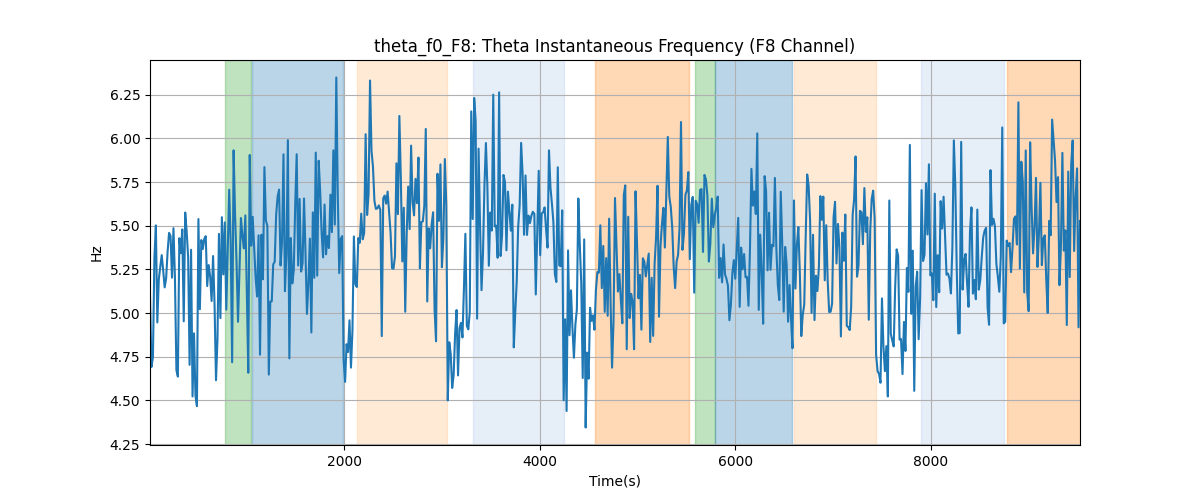 theta_f0_F8: Theta Instantaneous Frequency (F8 Channel)
Hz
6.25
6.00
5.75
5.50
5.25
5.00
4.75
4.50
4.25
2000 4000 6000 8000
Time(s)